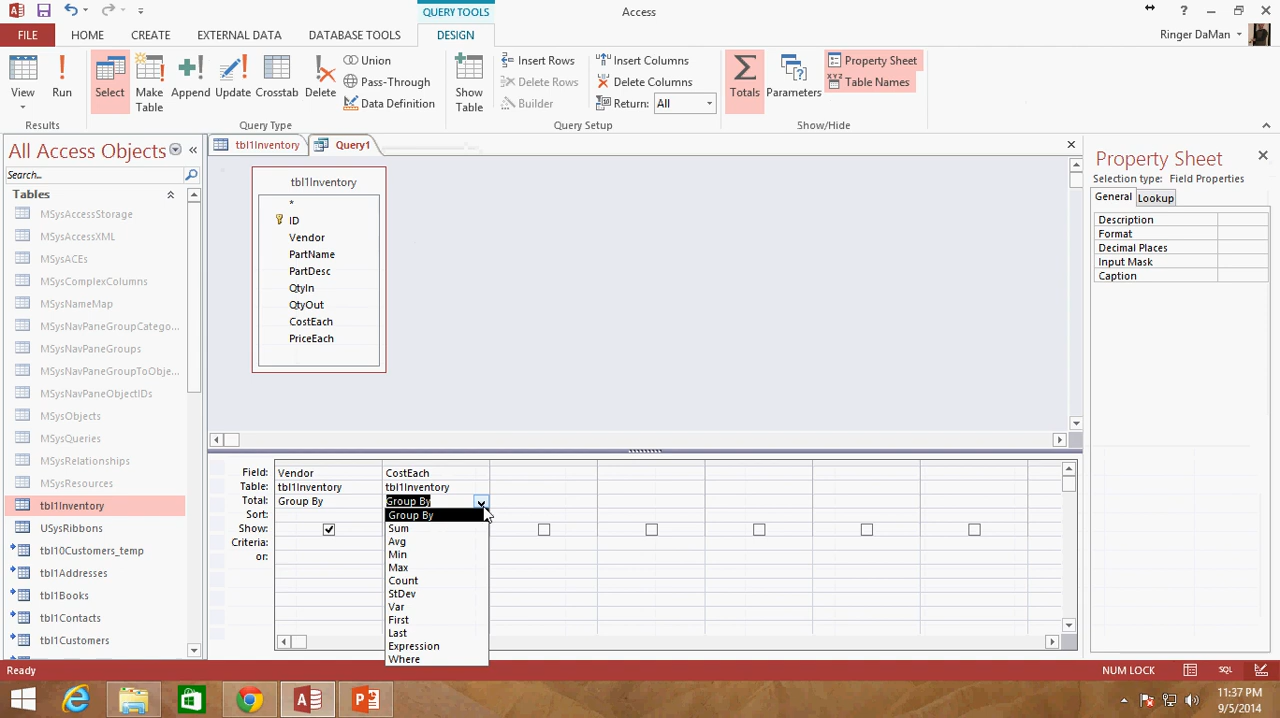 QUERY TOOLS
Access
FILE
HOME
CREATE
EXTERNAL DATA
DATABASE TOOLS
DESIGN
Ringer DaMan
View
Run
Select
Make Table
Append
Update
Crosstab
Delete
Union
Pass-Through
Data Definition
Show Table
Insert Rows
Delete Rows
Builder
Insert Columns
Delete Columns
Return: All
Totals
Parameters
Property Sheet
XYZ
Table Names
Results
Query Type
Query Setup
Show/Hide
All Access Objects
Search...
Tables
MSysAccessStorage
MSysAccessXML
MSysACEs
MSysComplexColumns
MSysNameMap
MSysNavPaneGroupCatego...
MSysNavPaneGroups
MSysNavPaneGroupToObje...
MSysNavPaneObjectIDs
MSysObjects
MSysQueries
MSysRelationships
MSysResources
tbl1Inventory
USysRibbons
tbl10Customers_temp
tbl1Addresses
tbl1Books
tbl1Contacts
tbl1Customers
tbl1Inventory
Query1
tbl1Inventory
*
ID
Vendor
PartName
PartDesc
QtyIn
QtyOut
CostEach
PriceEach
Field: Vendor CostEach
Table: tbl1Inventory tbl1Inventory
Total: Group By Group By
Sort:
Show:
Criteria:
or:
Group By
Sum
Avg
Min
Max
Count
StDev
Var
First
Last
Expression
Where
Property Sheet
Selection type: Field Properties
General
Lookup
Description
Format
Decimal Places
Input Mask
Caption
Ready
NUM LOCK
SQL
11:37 PM
9/5/2014